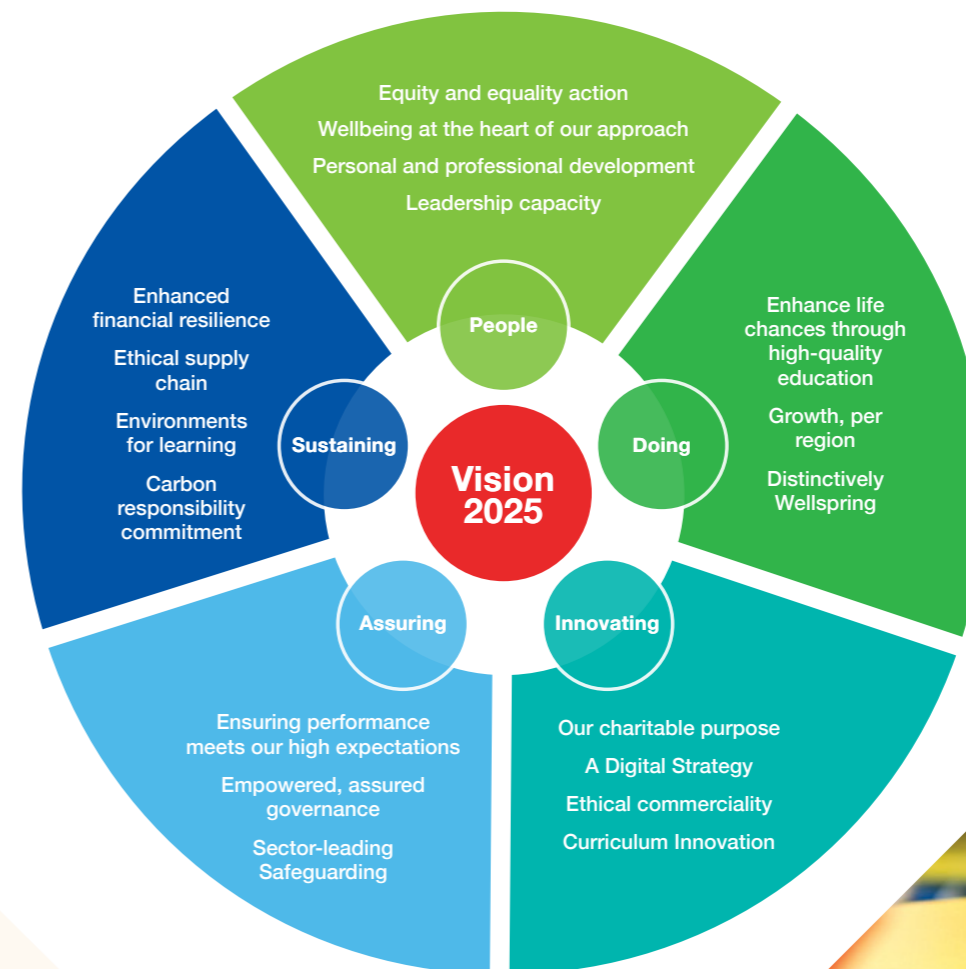 Equity and equality action
Wellbeing at the heart of our approach
Personal and professional development
Leadership capacity
People
Enhance life
chances through
high-quality
education
Growth, per
region
Distinctively
Wellspring
Doing
Our charitable purpose
A Digital Strategy
Ethical commerciality
Curriculum Innovation
Innovating
Ensuring performance
meets our high expectations
Empowered, assured
governance
Sector-leading
Safeguarding
Assuring
Enhanced
financial resilience
Ethical supply
chain
Environments
for learning
Carbon
responsibility
commitment
Sustaining
Vision
2025